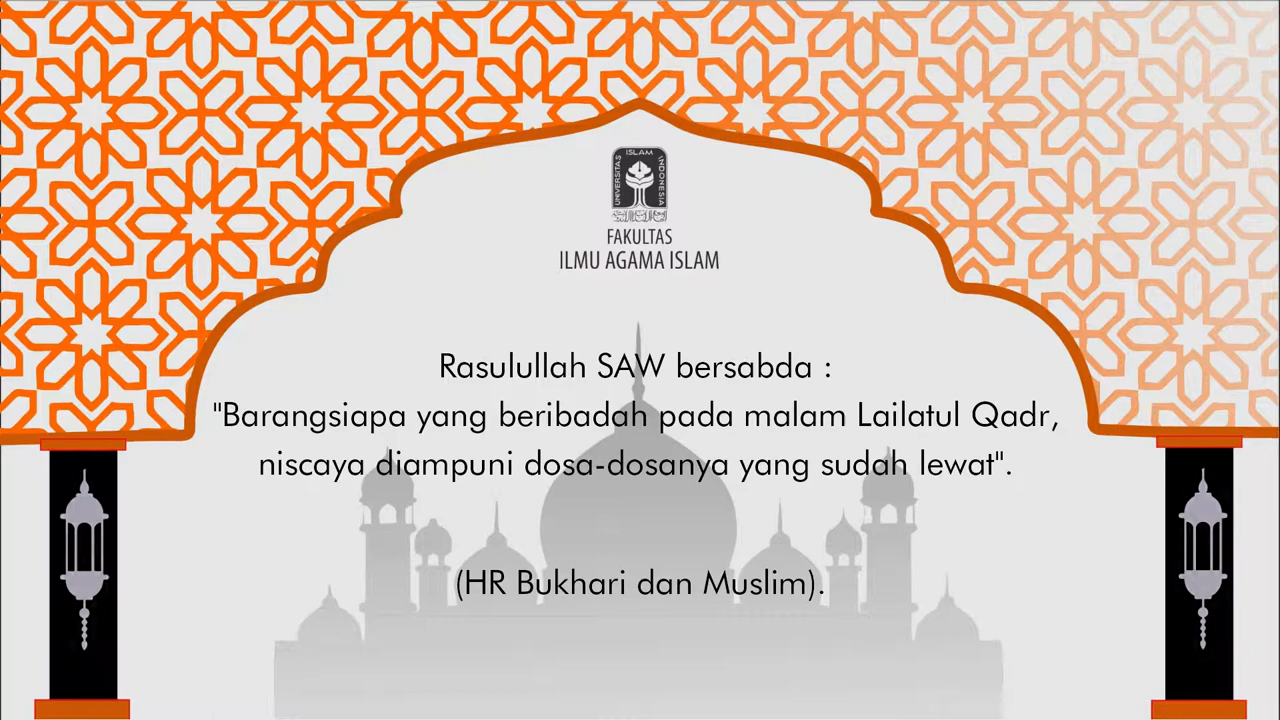 UNIVERSITAS
ISLAM
INDONESIA
FAKULTAS
ILMU AGAMA ISLAM
Rasulullah SAW bersabda :
"Barangsiapa yang beribadah pada malam Lailatul Qadr,
niscaya diampuni dosa-dosanya yang sudah lewat".
(HR Bukhari dan Muslim).